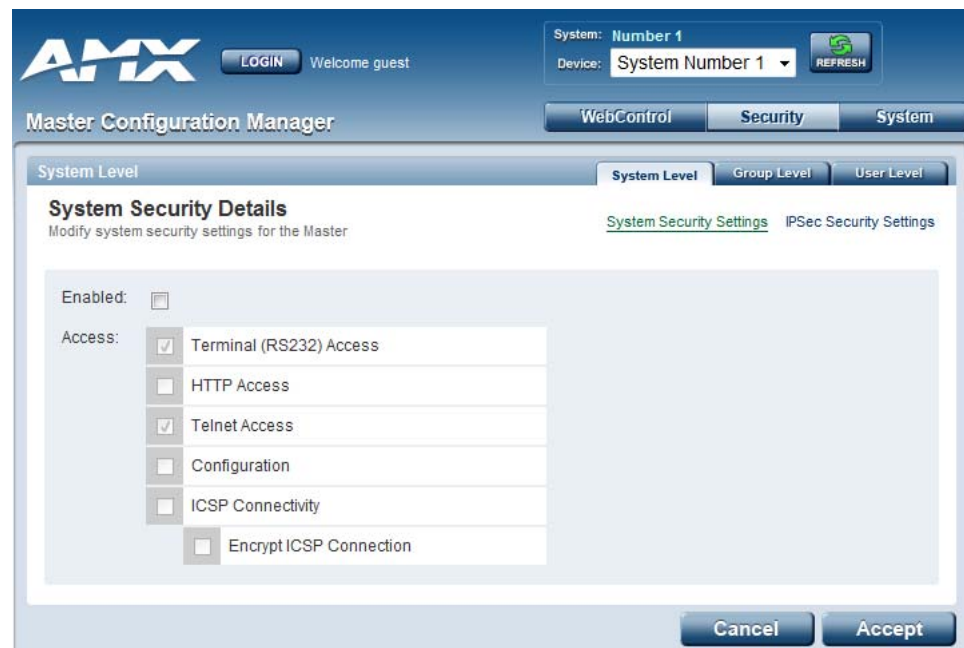 AMX
LOGIN Welcome guest
System: Number 1
Device: System Number 1
REFRESH
Master Configuration Manager
WebControl Security System
System Level
System Level Group Level User Level
System Security Details
Modify system security settings for the Master
System Security Settings IPSec Security Settings
Enabled:
Access:
Terminal (RS232) Access
HTTP Access
Telnet Access
Configuration
ICSP Connectivity
Encrypt ICSP Connection
Cancel Accept